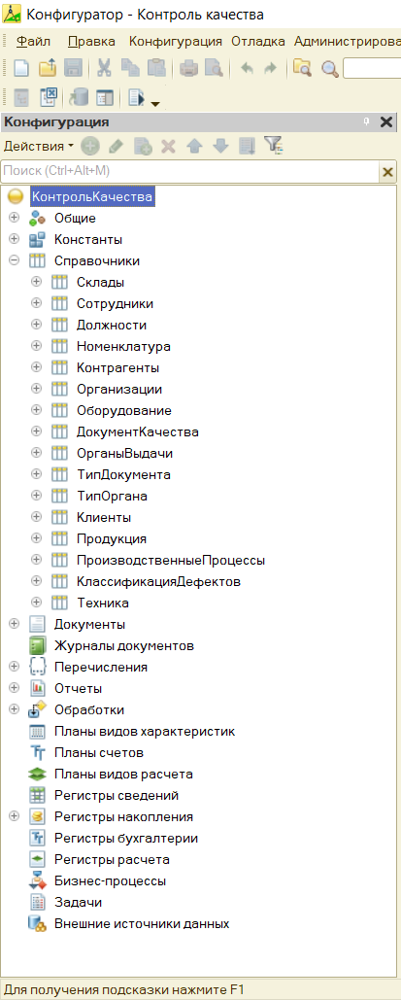 Конфигуратор - Контроль качества
Файл Правка Конфигурация Отладка Администрирова
Конфигурация
Действия
Поиск (Ctrl+Alt+M)
КонтрольКачества
Общие
Константы
Справочники
Склады
Сотрудники
Должности
Номенклатура
Контрагенты
Организации
Оборудование
ДокументКачества
ОрганыВыдачи
ТипДокумента
ТипОргана
Клиенты
Продукция
ПроизводственныеПроцессы
КлассификацияДефектов
Техника
Документы
Журналы документов
Перечисления
Отчеты
Обработки
Планы видов характеристик
Планы счетов
Планы видов расчета
Регистры сведений
Регистры накопления
Регистры бухгалтерии
Регистры расчета
Бизнес-процессы
Задачи
Внешние источники данных
Для получения подсказки нажмите F1